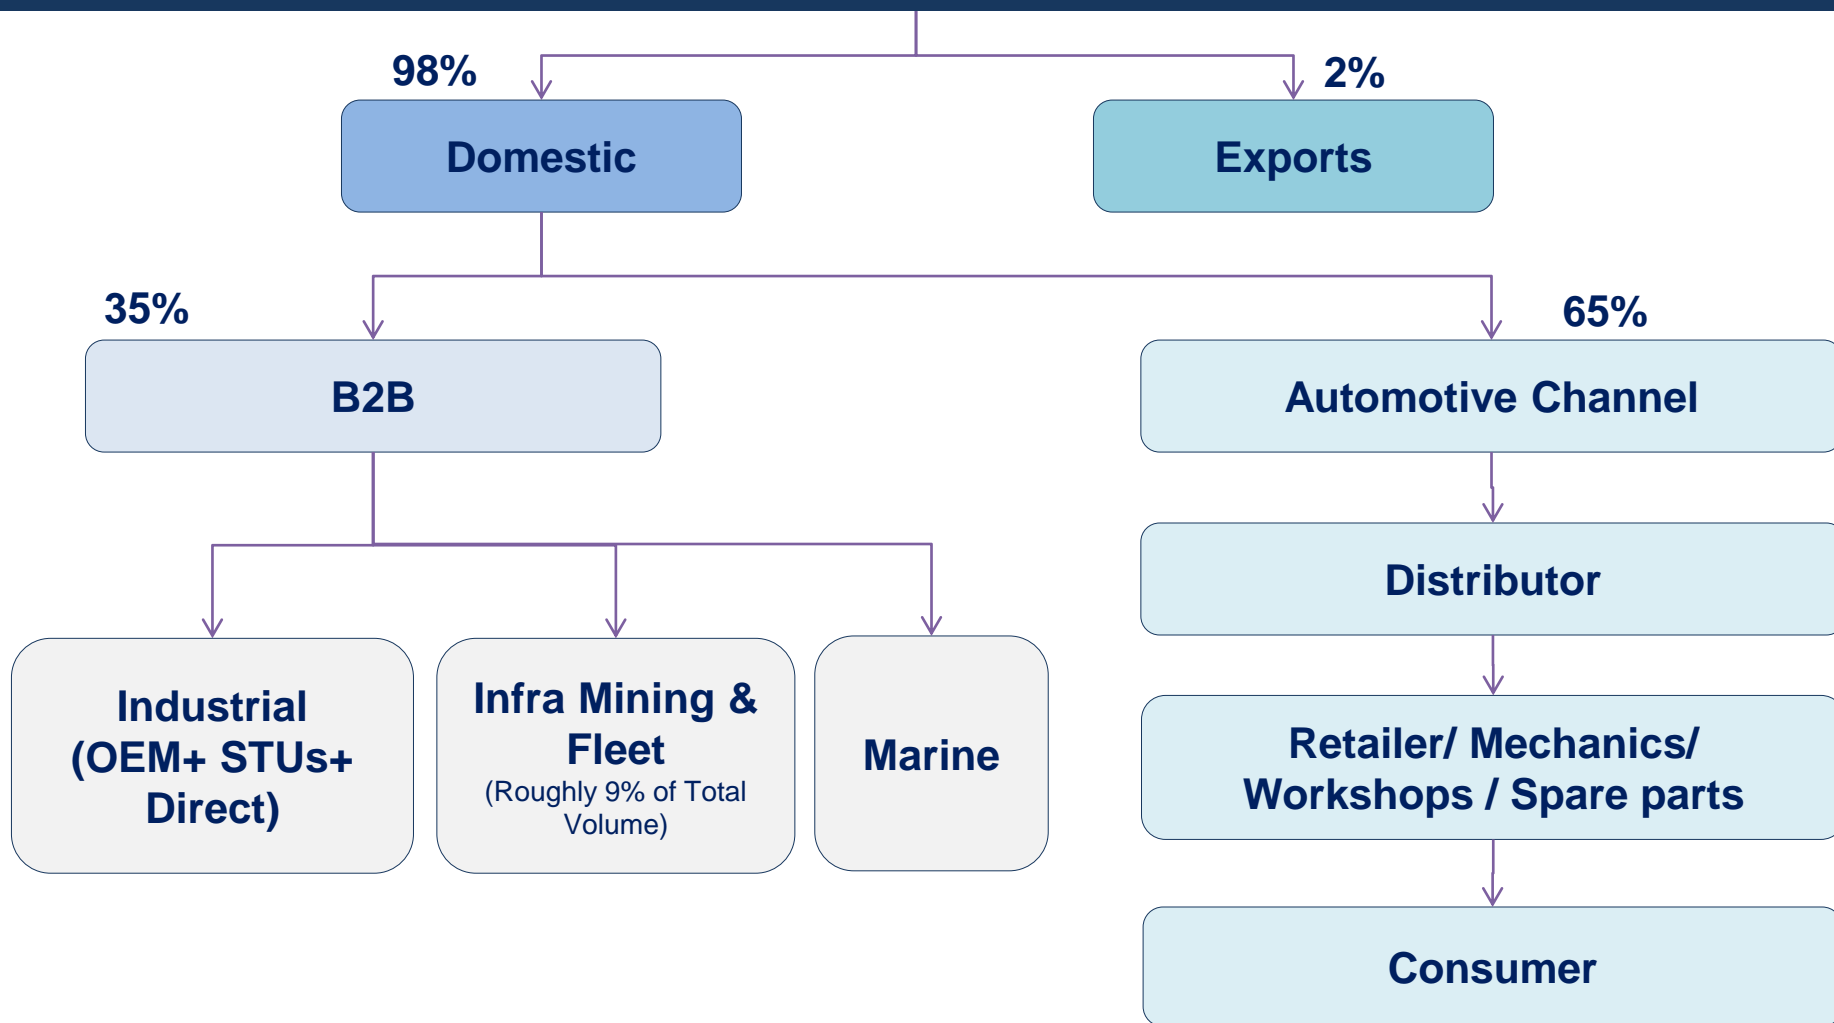 98%
2%
Domestic
Exports
35%
65%
B2B
Automotive Channel
Distributor
Industrial
(OEM+ STUs+
Direct)
Infra Mining &
Fleet
(Roughly 9% of Total
Volume)
Marine
Retailer/ Mechanics/
Workshops / Spare parts
Consumer